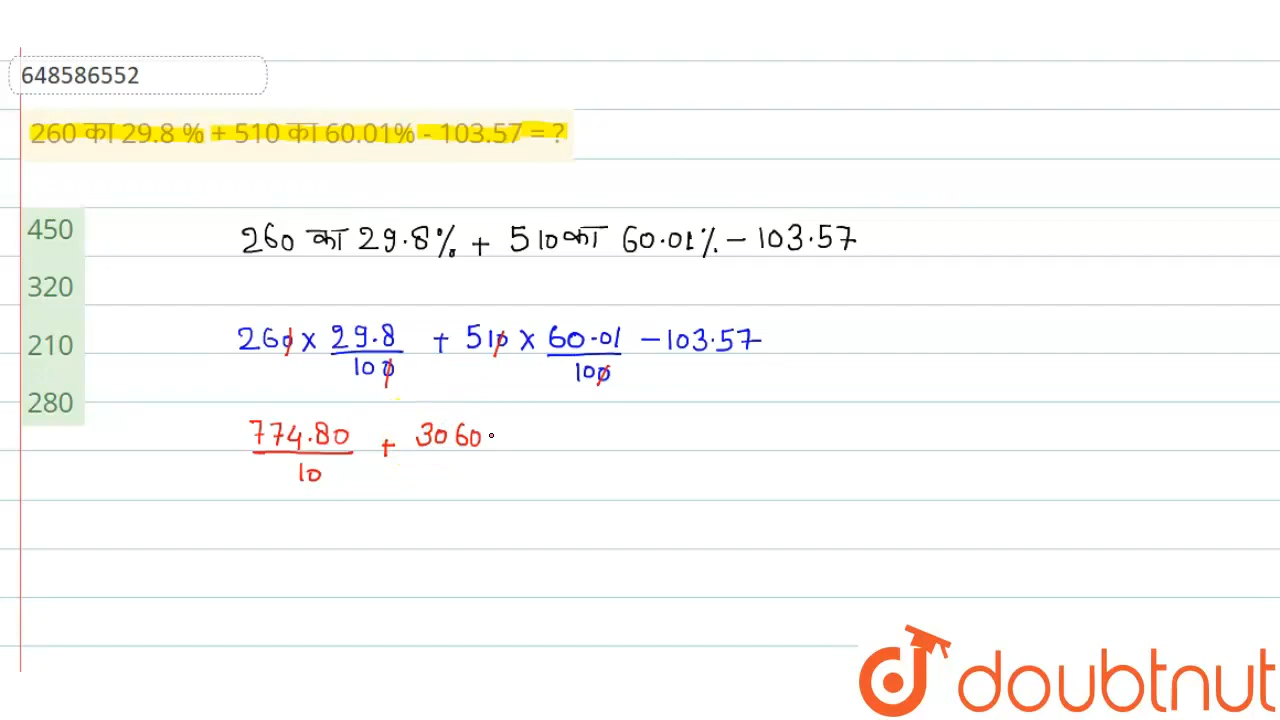 648586552
260 का 29.8 % + 510 का 60.01% - 103.57 = ?
450
320
210
280
260 का 29.8% + 510 का 60.01% - 103.57
260 × 29.8/100 + 510 × 60.01/100 - 103.57
774.80/10 + 3060.
doubtnut